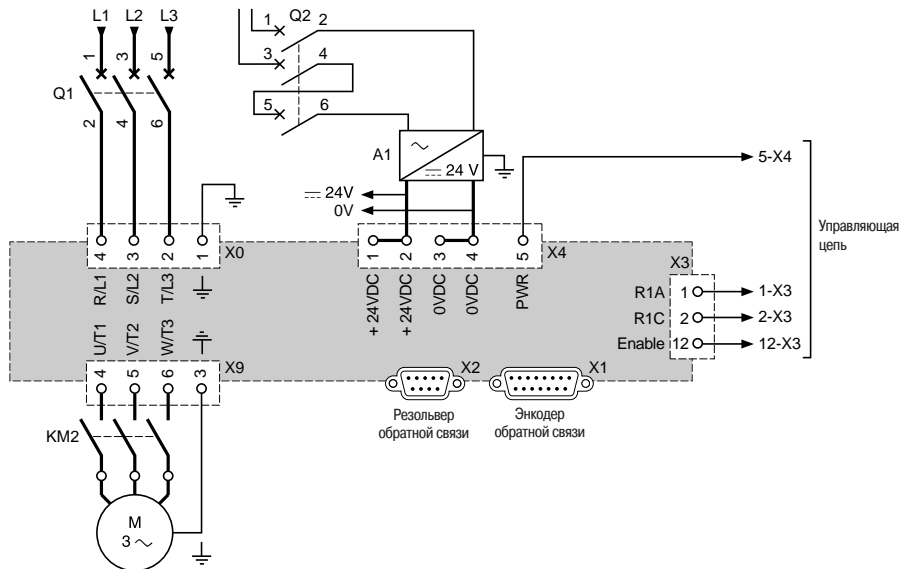 L1 L2 L3
1 3 5
Q1
2 4 6
1 Q2 2
3 4
5 6
A1
24 V
24V
0V
5-X4
Управляющая
цепь
4 3 2 1 X0
R/L1 S/L2 T/L3
1 2 3 4 5 X4
+24VDC +24VDC 0VDC 0VDC PWR
X3
R1A 1 1-X3
R1C 2 2-X3
Enable 12 12-X3
U/T1 V/T2 W/T3
4 5 6 3 X9
X2
X1
Резольвер
обратной связи
Энкодер
обратной связи
KM2
M
3